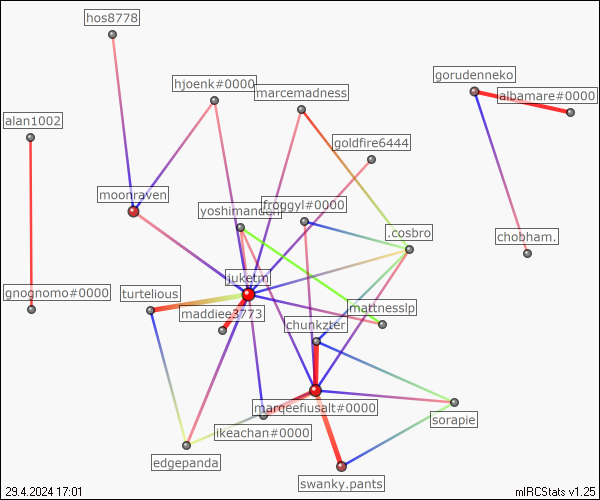 hos8778
gorudenneko
hjoenk#0000
marcemadness
albamare#0000
alan1002
goldfire6444
moonraven
yoshimanden
froggyl#0000
.cosbro
chobham.
juketm
gnognomo#0000
turtelious
maddiee3773
mattnesslp
chunkzter
marqeefiusalt#0000
sorapie
ikeachan#0000
edgepanda
swanky.pants
29.4.2024 17:01
mIRCStats v1.25